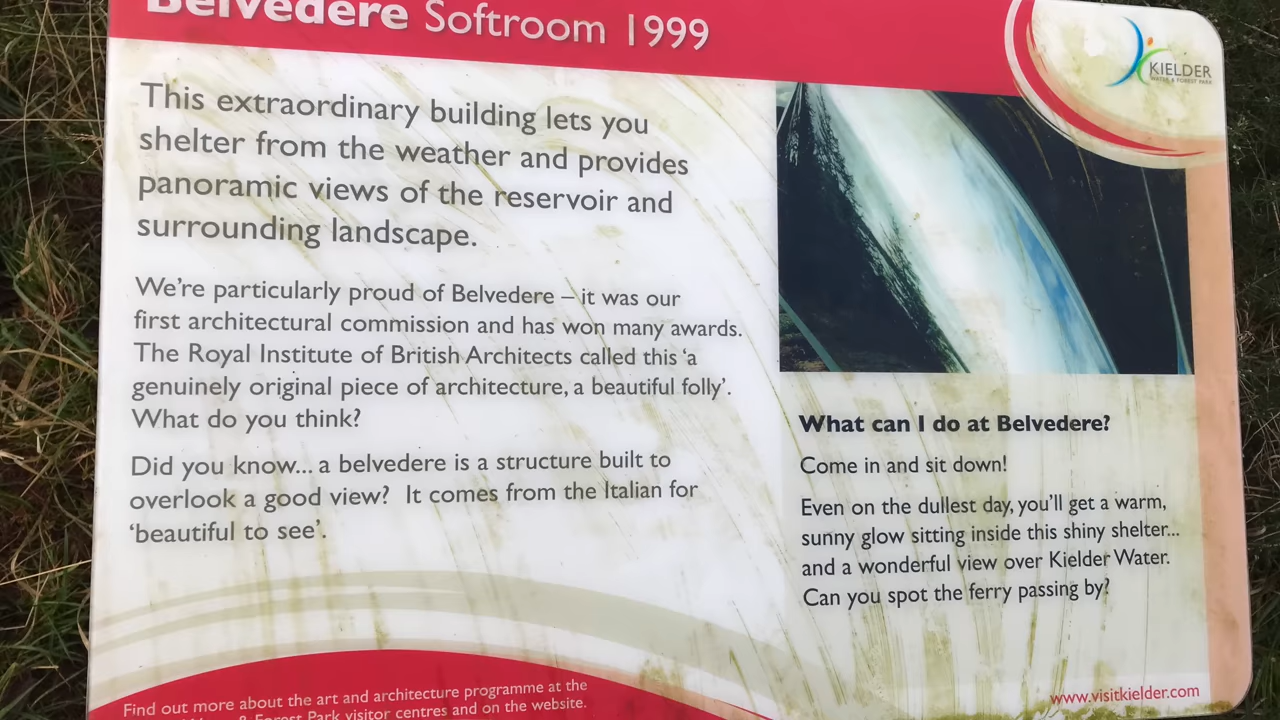 Belvedere Softroom 1999
KIELDER
WATER & FOREST PARK
This extraordinary building lets you
shelter from the weather and provides
panoramic views of the reservoir and
surrounding landscape.
We're particularly proud of Belvedere – it was our
first architectural commission and has won many awards.
The Royal Institute of British Architects called this 'a
genuinely original piece of architecture, a beautiful folly'.
What do you think?
Did you know... a belvedere is a structure built to
overlook a good view? It comes from the Italian for
'beautiful to see'.
What can I do at Belvedere?
Come in and sit down!
Even on the dullest day, you'll get a warm,
sunny glow sitting inside this shiny shelter...
and a wonderful view over Kielder Water.
Can you spot the ferry passing by?
Find out more about the art and architecture programme at the
& Forest Park visitor centres and on the website.
www.visitkielder.com